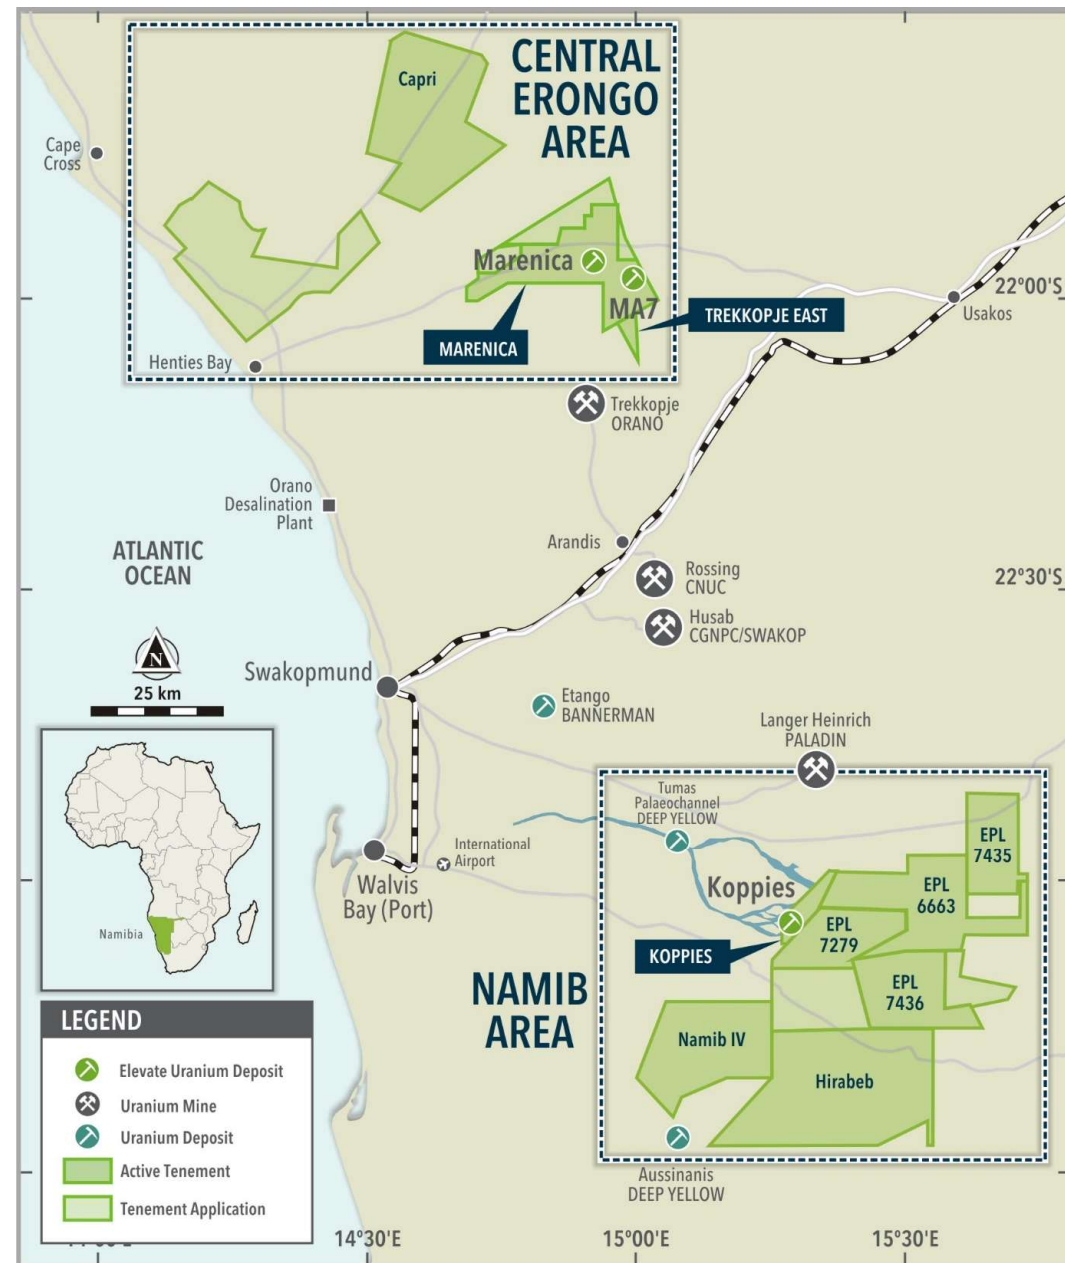 CENTRAL
ERONGO
AREA
Capri
Cape
Cross
Marenica
MA7
TREKKOPJE EAST
MARENICA
22°00'S
Usakos
Henties Bay
Trekkopje
ORANO
Orano
Desalination
Plant
Arandis
ATLANTIC
OCEAN
Rossing
CNUC
22°30'S
Husab
CGNPC/SWAKOP
N
25 km
Swakopmund
Etango
BANNERMAN
Langer Heinrich
PALADIN
Tumas
Palaeochannel
DEEP YELLOW
International
Airport
Walvis
Bay (Port)
Koppies
EPL
7435
EPL
6663
EPL
7279
KOPPIES
EPL
7436
Namibia
NAMIB
AREA
Namib IV
Hirabeb
Aussinanis
DEEP YELLOW
LEGEND
Elevate Uranium Deposit
Uranium Mine
Uranium Deposit
Active Tenement
Tenement Application
14°30'E
15°00'E
15°30'E